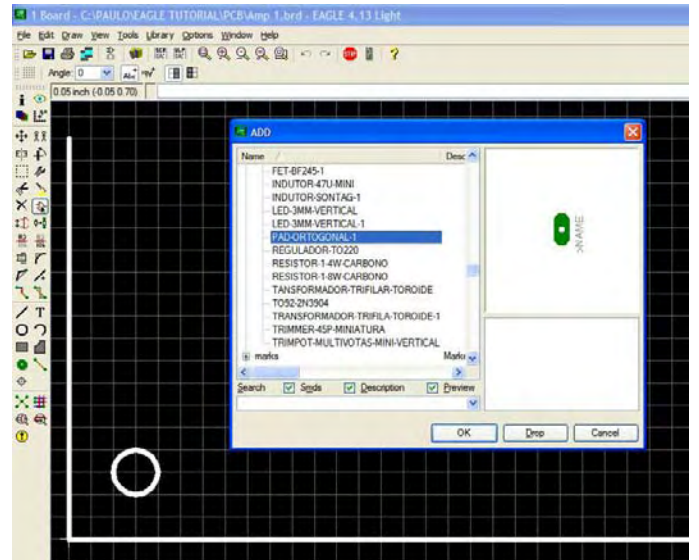 1 Board - C:\PAULO\EAGLE TUTORIAL\PCB\Amp 1.brd - EAGLE 4.13 Light
File Edit Draw View Tools Library Options Window Help
Angle: 0
0.05 inch (-0.05 0.70)
ADD
Name Desc
FET-BF245-1
INDUTOR-47U-MINI
INDUTOR-SONTAG-1
LED-3MM-VERTICAL
LED-3MM-VERTICAL-1
PAD-ORTOGONAL-1
REGULADOR-TO220
RESISTOR-1-4W-CARBONO
RESISTOR-1-8W-CARBONO
TANSFORMADOR-TRIFILAR-TOROIDE
TO92-2N3904
TRANSFORMADOR-TRIFILA-TOROIDE-1
TRIMMER-45P-MINIATURA
TRIMPOT-MULTIVOTAS-MINI-VERTICAL
marks Marks
>NAME
Search Smds Description Preview
OK Drop Cancel